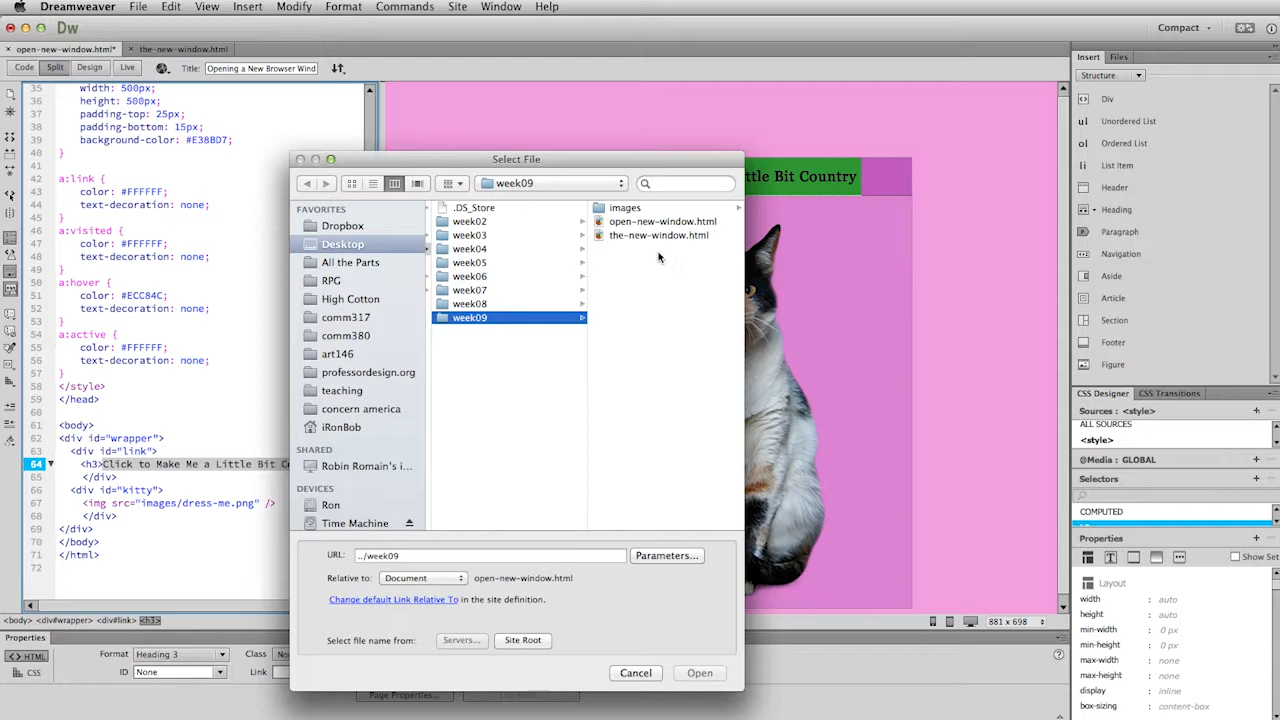 Dreamweaver File Edit View Insert Modify Format Commands Site Window Help
Dw
Compact
open-new-window.html* the-new-window.html
Code Split Design Live Title: Opening a New Browser Wind
35 width: 500px;
36 height: 500px;
37 padding-top: 25px;
38 padding-bottom: 15px;
39 background-color: #E38BD7;
40 }
41
42 a:link {
43 color: #FFFFFF;
44 text-decoration: none;
45 }
46 a:visited {
47 color: #FFFFFF;
48 text-decoration: none;
49 }
50 a:hover {
51 color: #ECC84C;
52 text-decoration: none;
53 }
54 a:active {
55 color: #FFFFFF;
56 text-decoration: none;
57 }
58 </style>
59 </head>
60
61 <body>
62 <div id="wrapper">
63 <div id="link">
64 <h3>Click to Make Me a Little Bit Co
65 </div>
66 <div id="kitty">
67 <img src="images/dress-me.png" />
68 </div>
69 </div>
70 </body>
71 </html>
72
Select File
week09
FAVORITES
Dropbox
Desktop
All the Parts
RPG
High Cotton
comm317
comm380
art146
professordesign.org
teaching
concern america
iRonBob
SHARED
Robin Romain's i...
DEVICES
Ron
Time Machine
.DS_Store
week02
week03
week04
week05
week06
week07
week08
week09
images
open-new-window.html
the-new-window.html
URL: ../week09 Parameters...
Relative to: Document open-new-window.html
Change default Link Relative To in the site definition.
Select file name from: Servers... Site Root
Cancel Open
ttle Bit Country
Insert Files
Structure
Div
ul Unordered List
ol Ordered List
li List Item
Header
Heading
Paragraph
Navigation
Aside
Article
Section
Footer
Figure
CSS Designer CSS Transitions
Sources : <style>
ALL SOURCES
<style>
@Media : GLOBAL
Selectors
COMPUTED
Properties
Show Set
Layout
width : auto
height : auto
min-width : 0 px
min-height : 0 px
max-width : none
max-height : none
display : inline
box-sizing : content-box
<body> <div#wrapper> <div#link> <h3>
881 x 698
Properties
HTML Format Heading 3 Class No
CSS ID None Link
Page Properties...